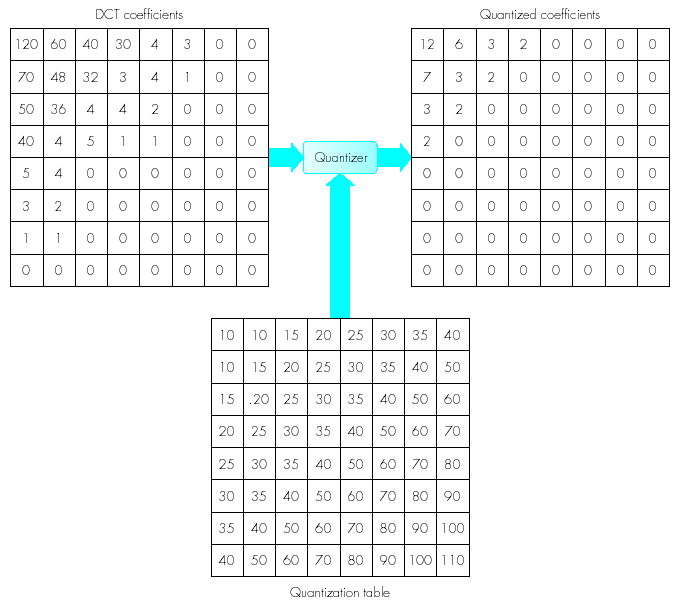 DCT coefficients
120 60 40 30 4 3 0 0
70 48 32 3 4 1 0 0
50 36 4 4 2 0 0 0
40 4 5 1 1 0 0 0
5 4 0 0 0 0 0 0
3 2 0 0 0 0 0 0
1 1 0 0 0 0 0 0
0 0 0 0 0 0 0 0
Quantizer
Quantized coefficients
12 6 3 2 0 0 0 0
7 3 2 0 0 0 0 0
3 2 0 0 0 0 0 0
2 0 0 0 0 0 0 0
0 0 0 0 0 0 0 0
0 0 0 0 0 0 0 0
0 0 0 0 0 0 0 0
0 0 0 0 0 0 0 0
10 10 15 20 25 30 35 40
10 15 20 25 30 35 40 50
15 .20 25 30 35 40 50 60
20 25 30 35 40 50 60 70
25 30 35 40 50 60 70 80
30 35 40 50 60 70 80 90
35 40 50 60 70 80 90 100
40 50 60 70 80 90 100 110
Quantization table